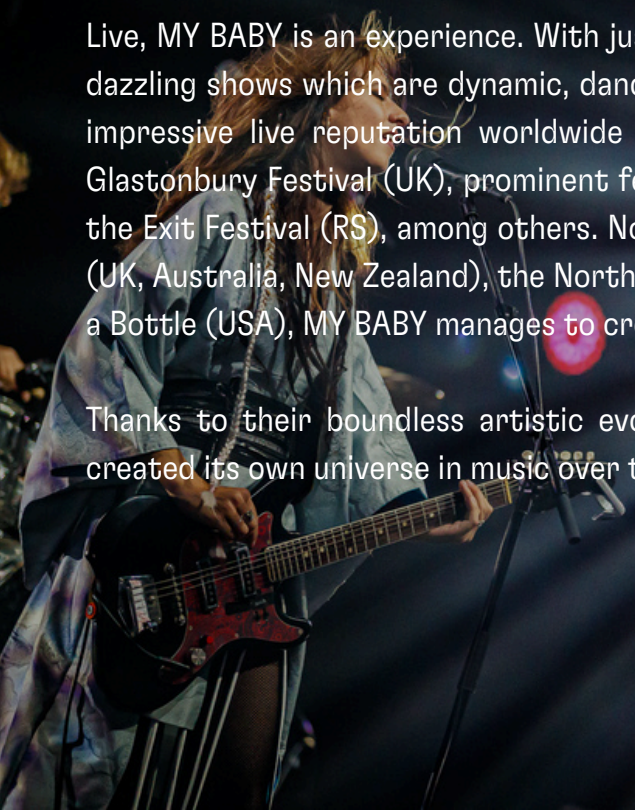 Live, MY BABY is an experience. With ju
dazzling shows which are dynamic, danc
impressive live reputation worldwide
Glastonbury Festival (UK), prominent fe
the Exit Festival (RS), among others. No
(UK, Australia, New Zealand), the North
a Bottle (USA), MY BABY manages to cre
Thanks to their boundless artistic evo
created its own universe in music over t